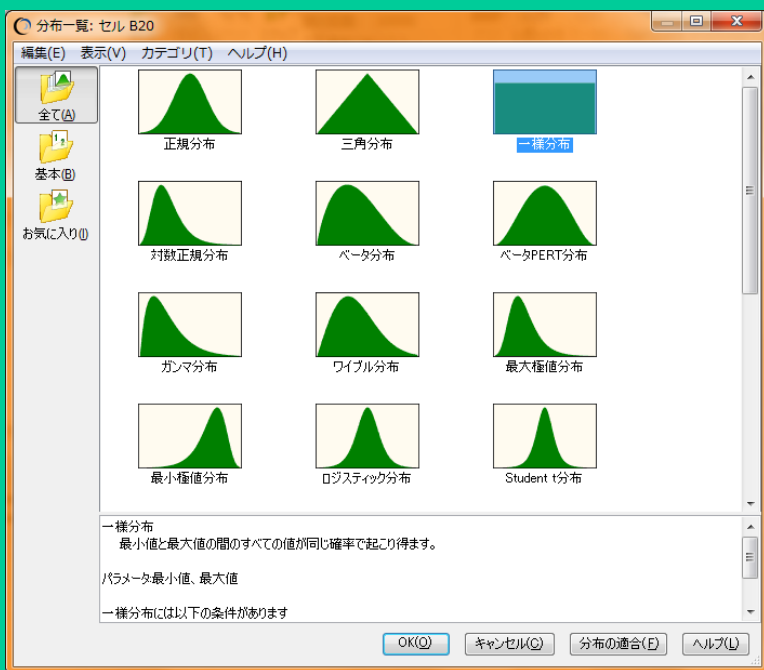 分布一覧: セル B20
編集(E) 表示(V) カテゴリ(T) ヘルプ(H)
全て(A)
基本(B)
お気に入り(I)
正規分布 三角分布 一様分布
対数正規分布 ベータ分布 ベータPERT分布
ガンマ分布 ワイブル分布 最大極値分布
最小極値分布 ロジスティック分布 Student t分布
一様分布
最小値と最大値の間のすべての値が同じ確率で起こり得ます。
パラメータ:最小値、最大値
一様分布には以下の条件があります
OK(O) キャンセル(C) 分布の適合(F) ヘルプ(L)